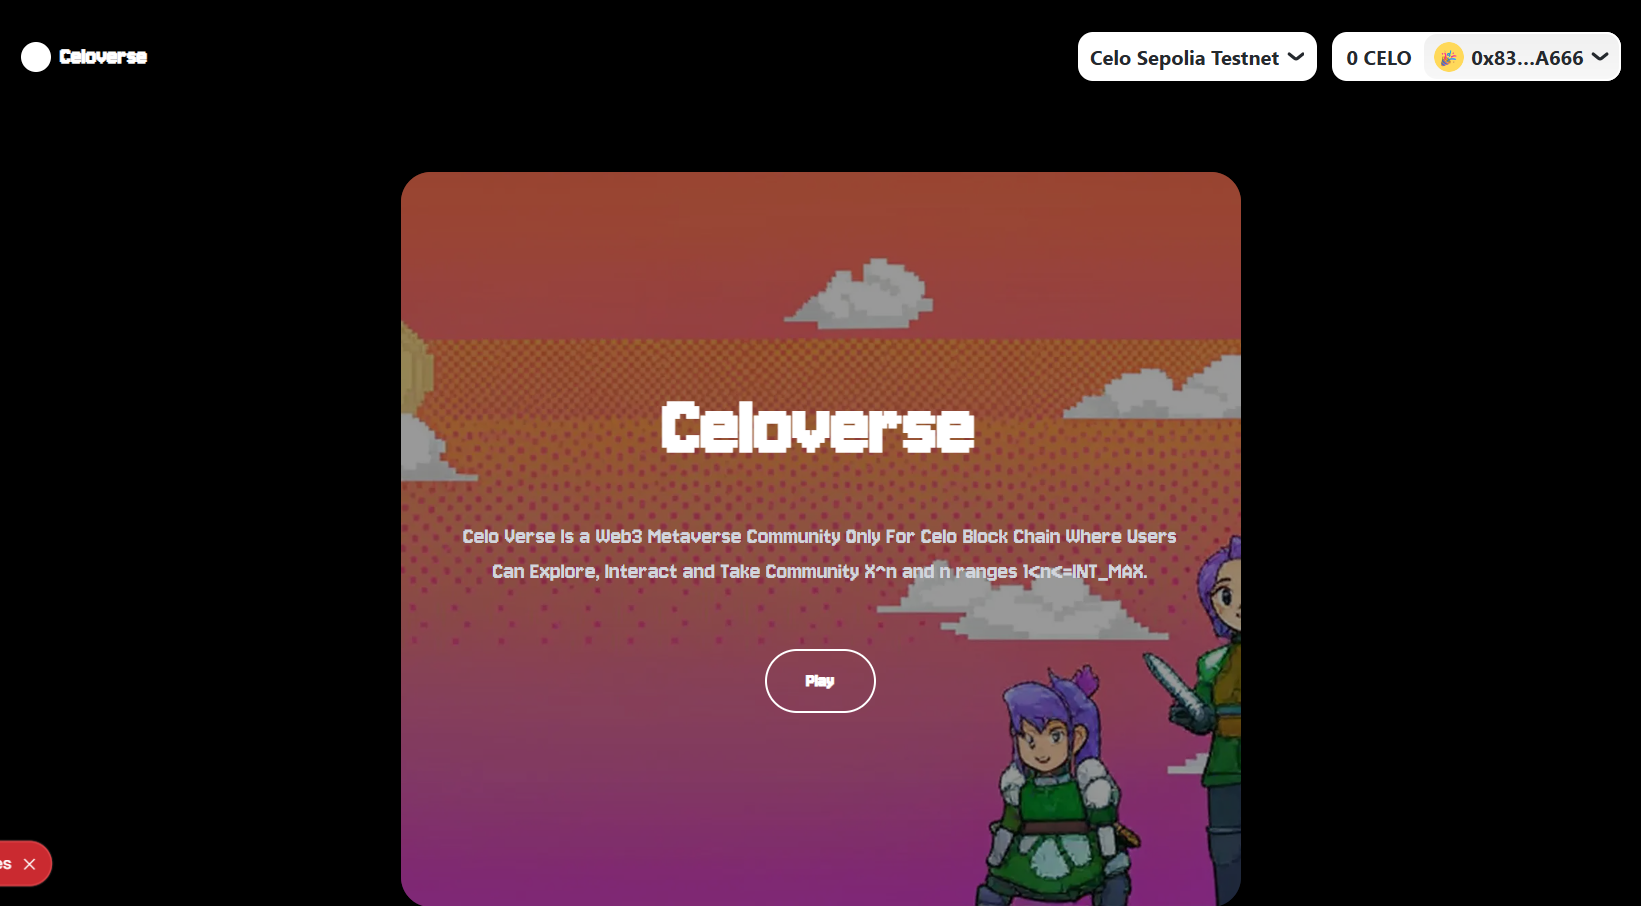 Celoverse
Celo Sepolia Testnet
0 CELO
0x83...A666
Celoverse
Celo Verse Is a Web3 Metaverse Community Only For Celo Block Chain Where Users
Can Explore, Interact and Take Community X^n and n ranges 1<n<=INT_MAX.
Play